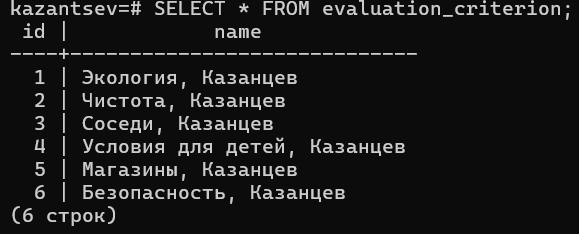 kazantsev=# SELECT * FROM evaluation_criterion;
 id |             name
----+------------------------------
  1 | Экология, Казанцев
  2 | Чистота, Казанцев
  3 | Соседи, Казанцев
  4 | Условия для детей, Казанцев
  5 | Магазины, Казанцев
  6 | Безопасность, Казанцев
(6 строк)